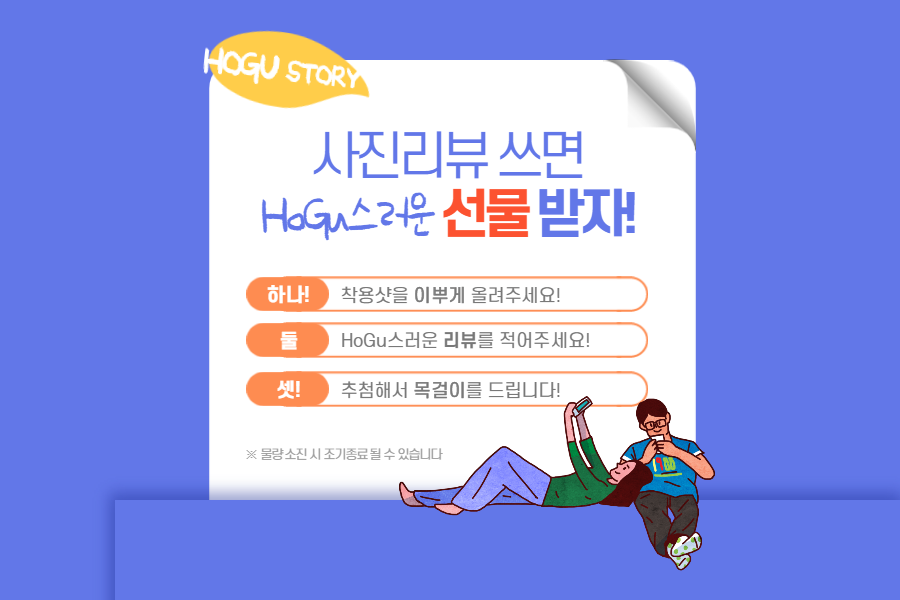 HOGU STORY
사진리뷰 쓰면
HoGu스러운 선물 받자!
하나! 착용샷을 이뿌게 올려주세요!
둘 HoGu스러운 리뷰를 적어주세요!
셋! 추첨해서 목걸이를 드립니다!
※ 물량 소진 시 조기종료 될 수 있습니다